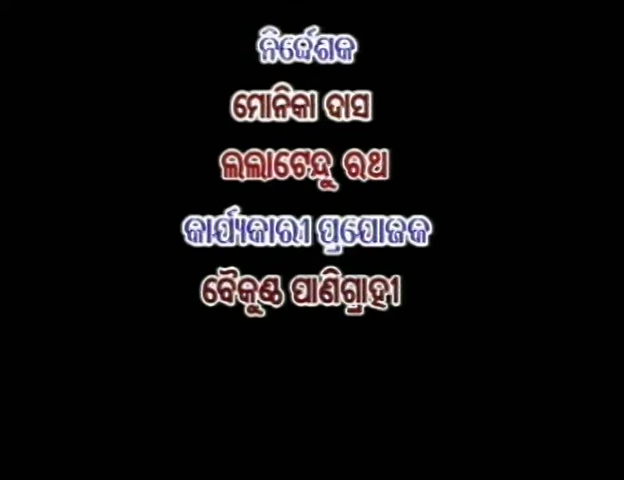 ନିର୍ଦ୍ଦେଶକ
ମୋନିକା ଦାସ
ଲଲାଟେନ୍ଦୁ ରଥ
କାର୍ଯ୍ୟକାରୀ ପ୍ରଯୋଜକ
ବୈକୁଣ୍ଠ ପାଣିଗ୍ରାହୀ